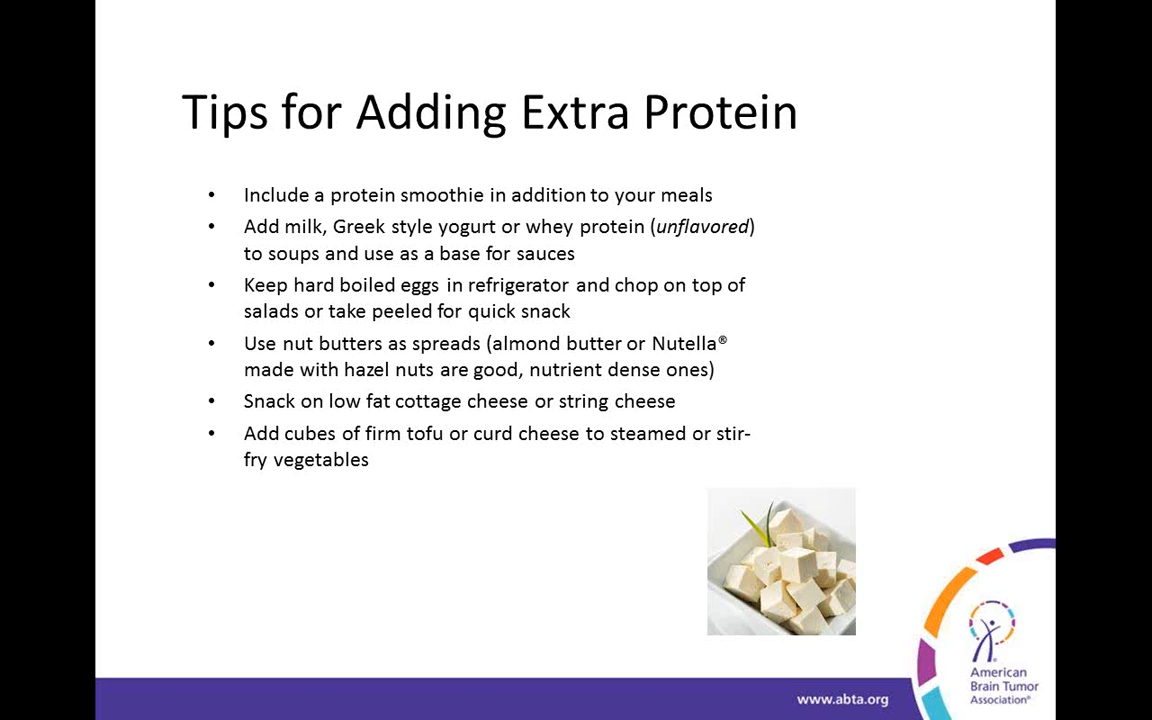 Tips for Adding Extra Protein
• Include a protein smoothie in addition to your meals
• Add milk, Greek style yogurt or whey protein (unflavored)
to soups and use as a base for sauces
• Keep hard boiled eggs in refrigerator and chop on top of
salads or take peeled for quick snack
• Use nut butters as spreads (almond butter or Nutella®
made with hazel nuts are good, nutrient dense ones)
• Snack on low fat cottage cheese or string cheese
• Add cubes of firm tofu or curd cheese to steamed or stir-
fry vegetables
American
Brain Tumor
Association®
www.abta.org